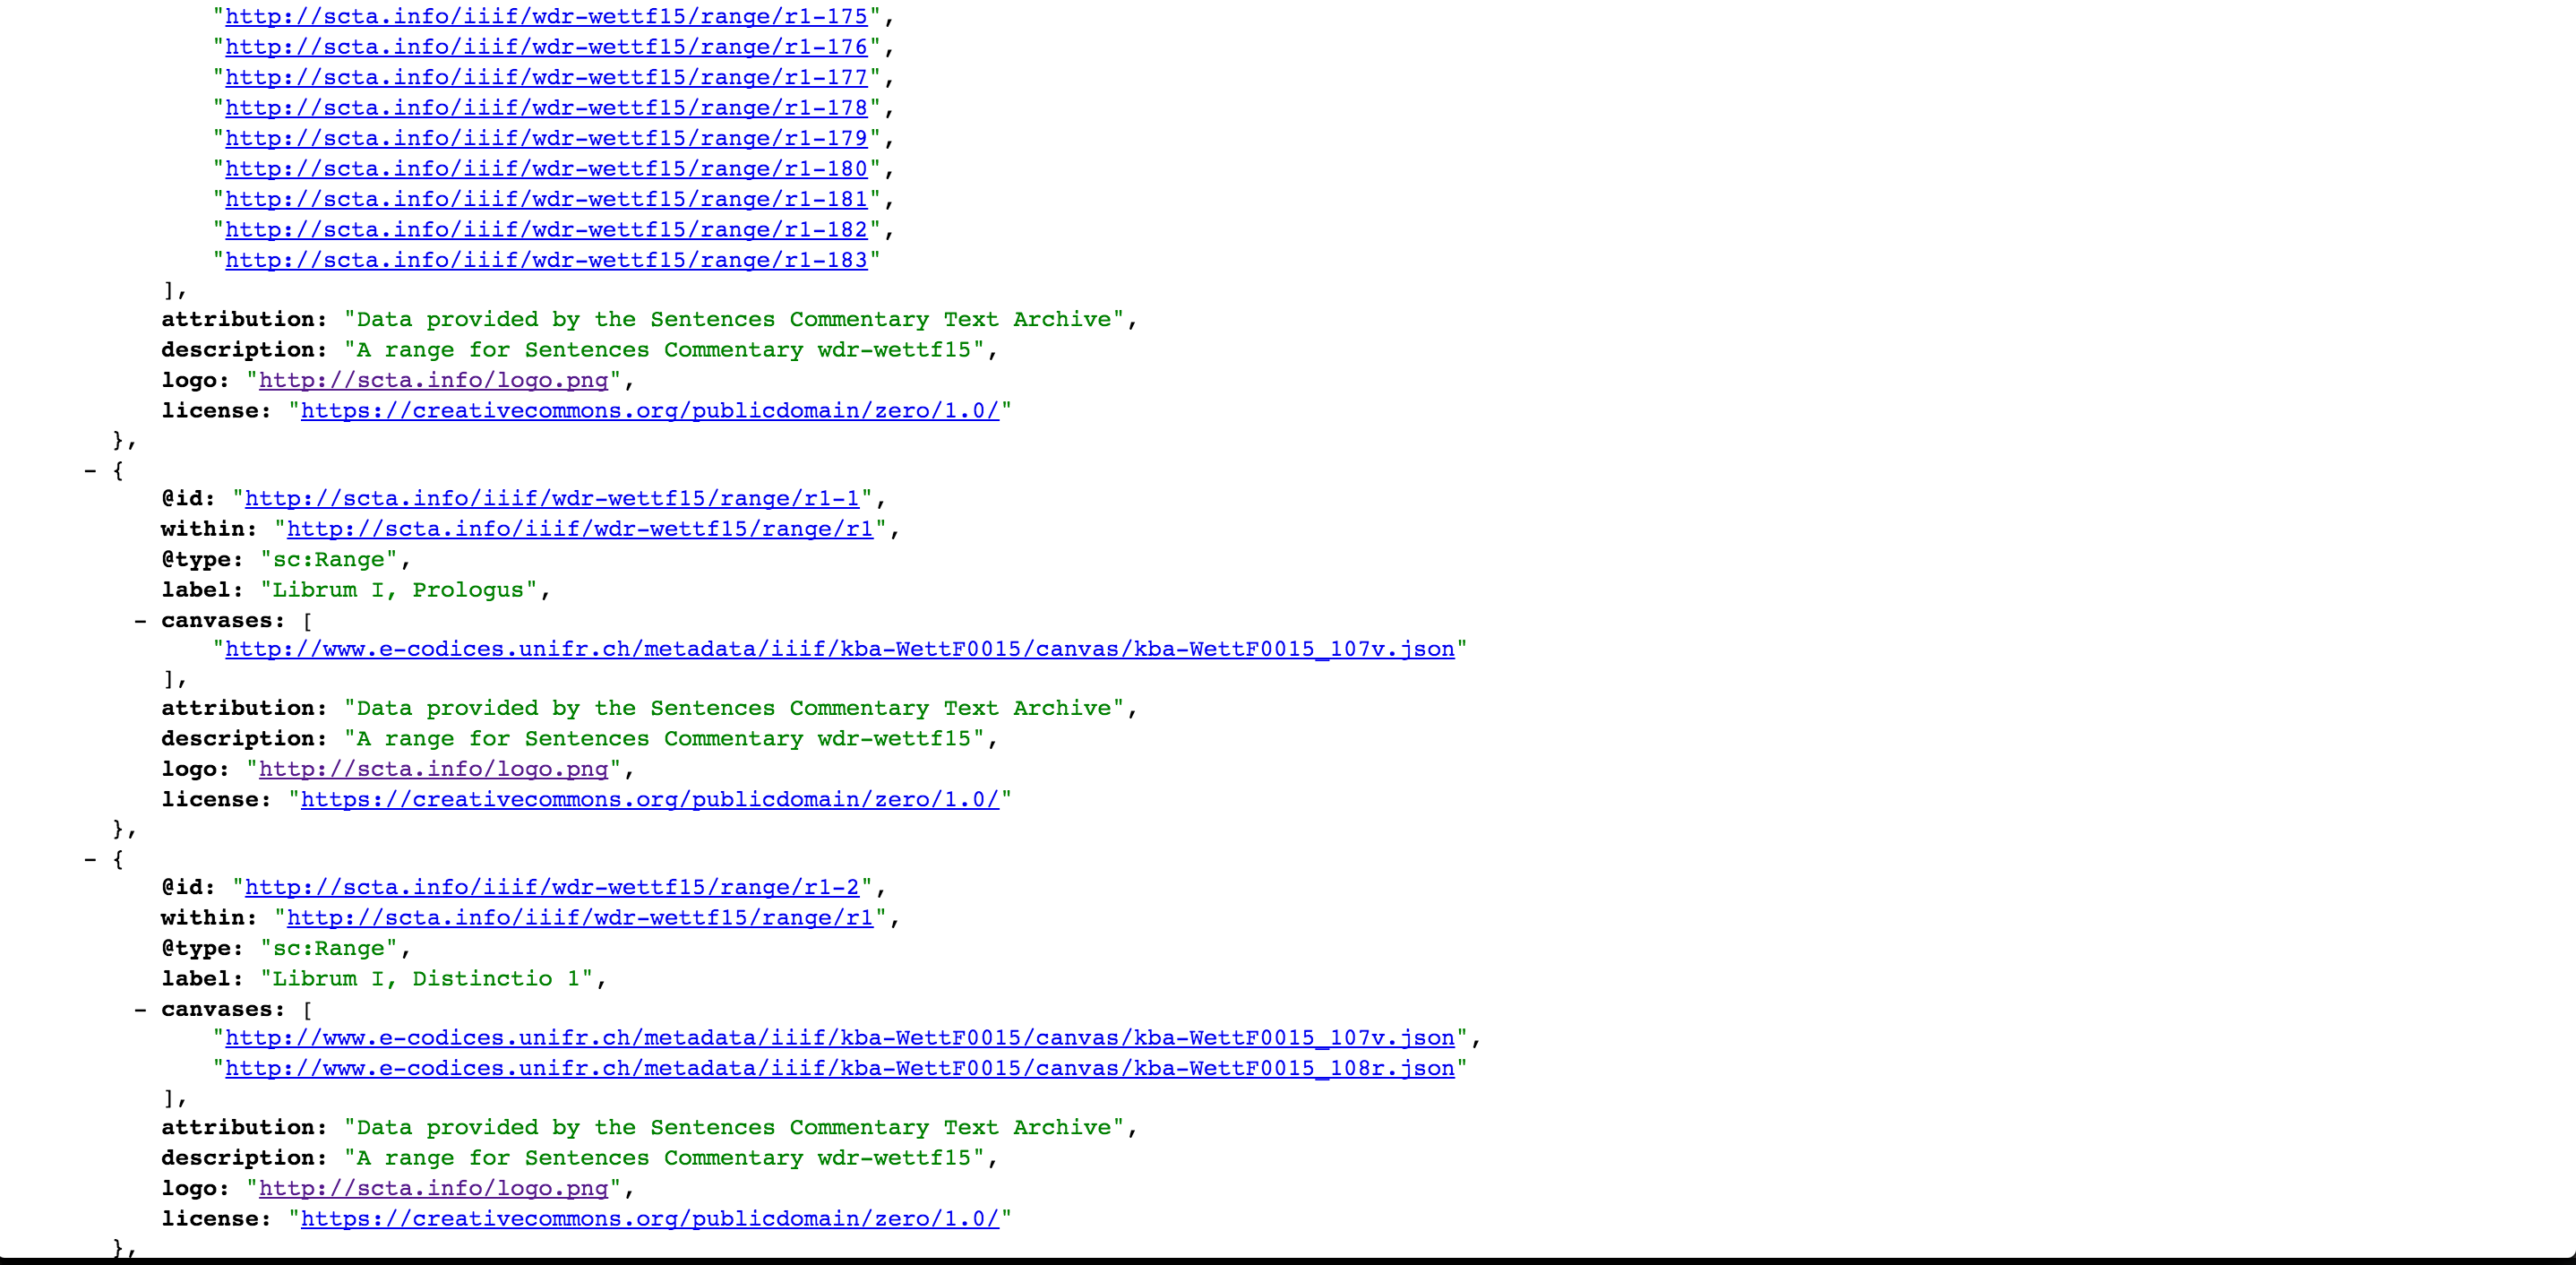 "http://scta.info/iiif/wdr-wettf15/range/r1-175",
"http://scta.info/iiif/wdr-wettf15/range/r1-176",
"http://scta.info/iiif/wdr-wettf15/range/r1-177",
"http://scta.info/iiif/wdr-wettf15/range/r1-178",
"http://scta.info/iiif/wdr-wettf15/range/r1-179",
"http://scta.info/iiif/wdr-wettf15/range/r1-180",
"http://scta.info/iiif/wdr-wettf15/range/r1-181",
"http://scta.info/iiif/wdr-wettf15/range/r1-182",
"http://scta.info/iiif/wdr-wettf15/range/r1-183"
],
attribution: "Data provided by the Sentences Commentary Text Archive",
description: "A range for Sentences Commentary wdr-wettf15",
logo: "http://scta.info/logo.png",
license: "https://creativecommons.org/publicdomain/zero/1.0/"
},
- {
@id: "http://scta.info/iiif/wdr-wettf15/range/r1-1",
within: "http://scta.info/iiif/wdr-wettf15/range/r1",
@type: "sc:Range",
label: "Librum I, Prologus",
- canvases: [
"http://www.e-codices.unifr.ch/metadata/iiif/kba-WettF0015/canvas/kba-WettF0015_107v.json"
],
attribution: "Data provided by the Sentences Commentary Text Archive",
description: "A range for Sentences Commentary wdr-wettf15",
logo: "http://scta.info/logo.png",
license: "https://creativecommons.org/publicdomain/zero/1.0/"
},
- {
@id: "http://scta.info/iiif/wdr-wettf15/range/r1-2",
within: "http://scta.info/iiif/wdr-wettf15/range/r1",
@type: "sc:Range",
label: "Librum I, Distinctio 1",
- canvases: [
"http://www.e-codices.unifr.ch/metadata/iiif/kba-WettF0015/canvas/kba-WettF0015_107v.json",
"http://www.e-codices.unifr.ch/metadata/iiif/kba-WettF0015/canvas/kba-WettF0015_108r.json"
],
attribution: "Data provided by the Sentences Commentary Text Archive",
description: "A range for Sentences Commentary wdr-wettf15",
logo: "http://scta.info/logo.png",
license: "https://creativecommons.org/publicdomain/zero/1.0/"
},